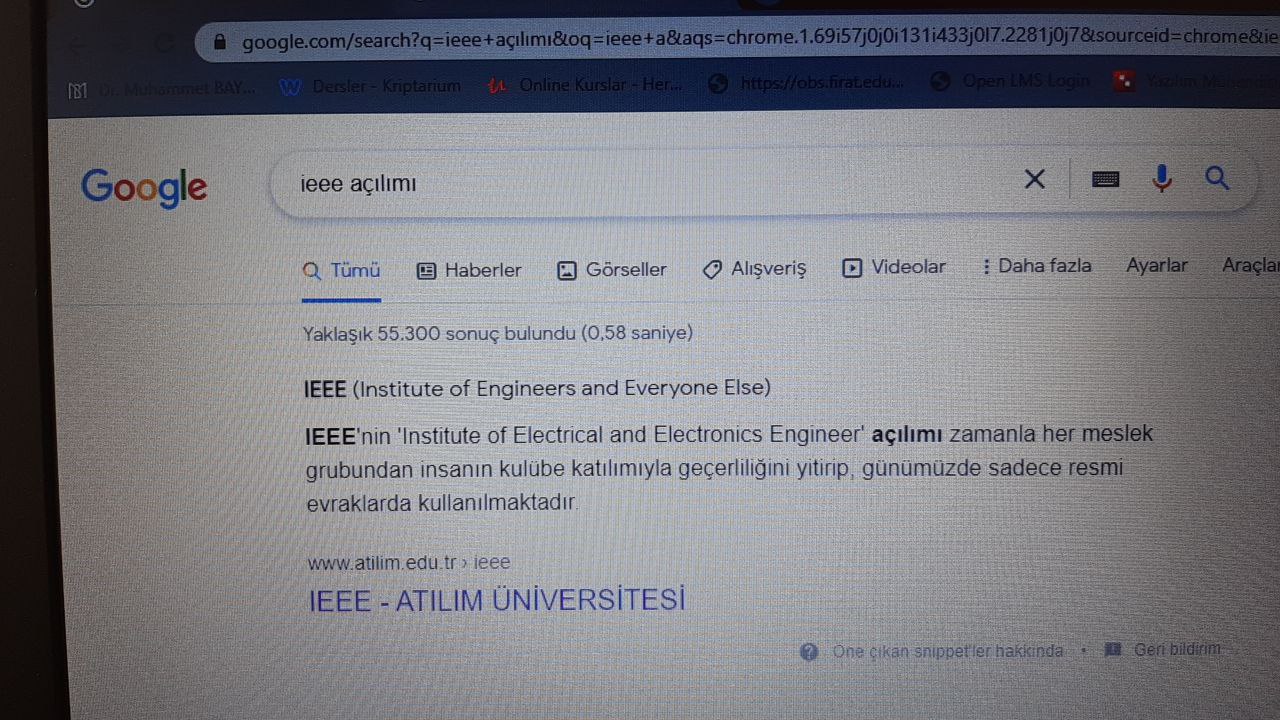 google.com/search?q=ieee+açılımı&oq=ieee+a&aqs=chrome.1.69i57j0j0i131i433j0l7.2281j0j7&sourceid=chrome&ie
Dr. Muhammet BAY... Dersler - Kriptarium Online Kurslar - Her... https://obs.firat.edu... Open LMS Login Yazılım Mühendis
Google ieee açılımı
Tümü Haberler Görseller Alışveriş Videolar Daha fazla Ayarlar Araçlar
Yaklaşık 55.300 sonuç bulundu (0,58 saniye)
IEEE (Institute of Engineers and Everyone Else)
IEEE'nin 'Institute of Electrical and Electronics Engineer' açılımı zamanla her meslek
grubundan insanın kulübe katılımıyla geçerliliğini yitirip, günümüzde sadece resmi
evraklarda kullanılmaktadır.
www.atilim.edu.tr › ieee
IEEE - ATILIM ÜNİVERSİTESİ
Öne çıkan snippet'ler hakkında • Geri bildirim